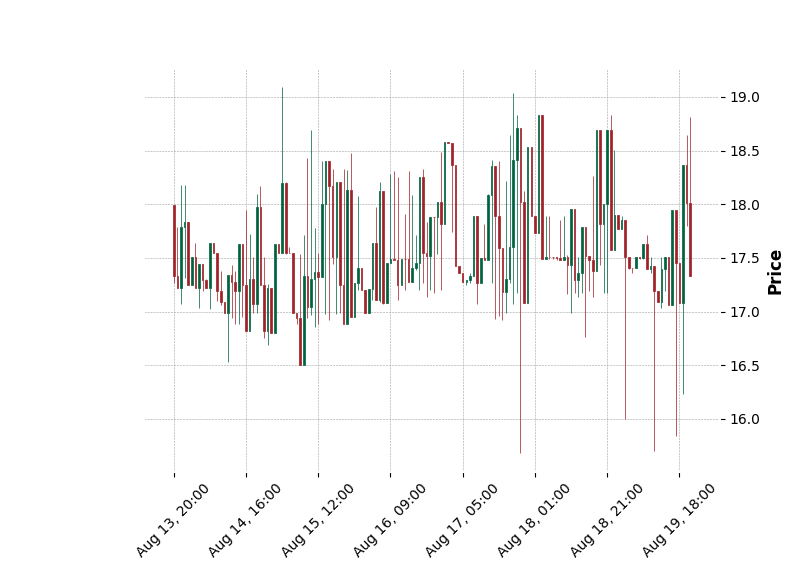 19.0
18.5
18.0
17.5
17.0
16.5
16.0
Price
Aug 13, 20:00
Aug 14, 16:00
Aug 15, 12:00
Aug 16, 09:00
Aug 17, 05:00
Aug 18, 01:00
Aug 18, 21:00
Aug 19, 18:00